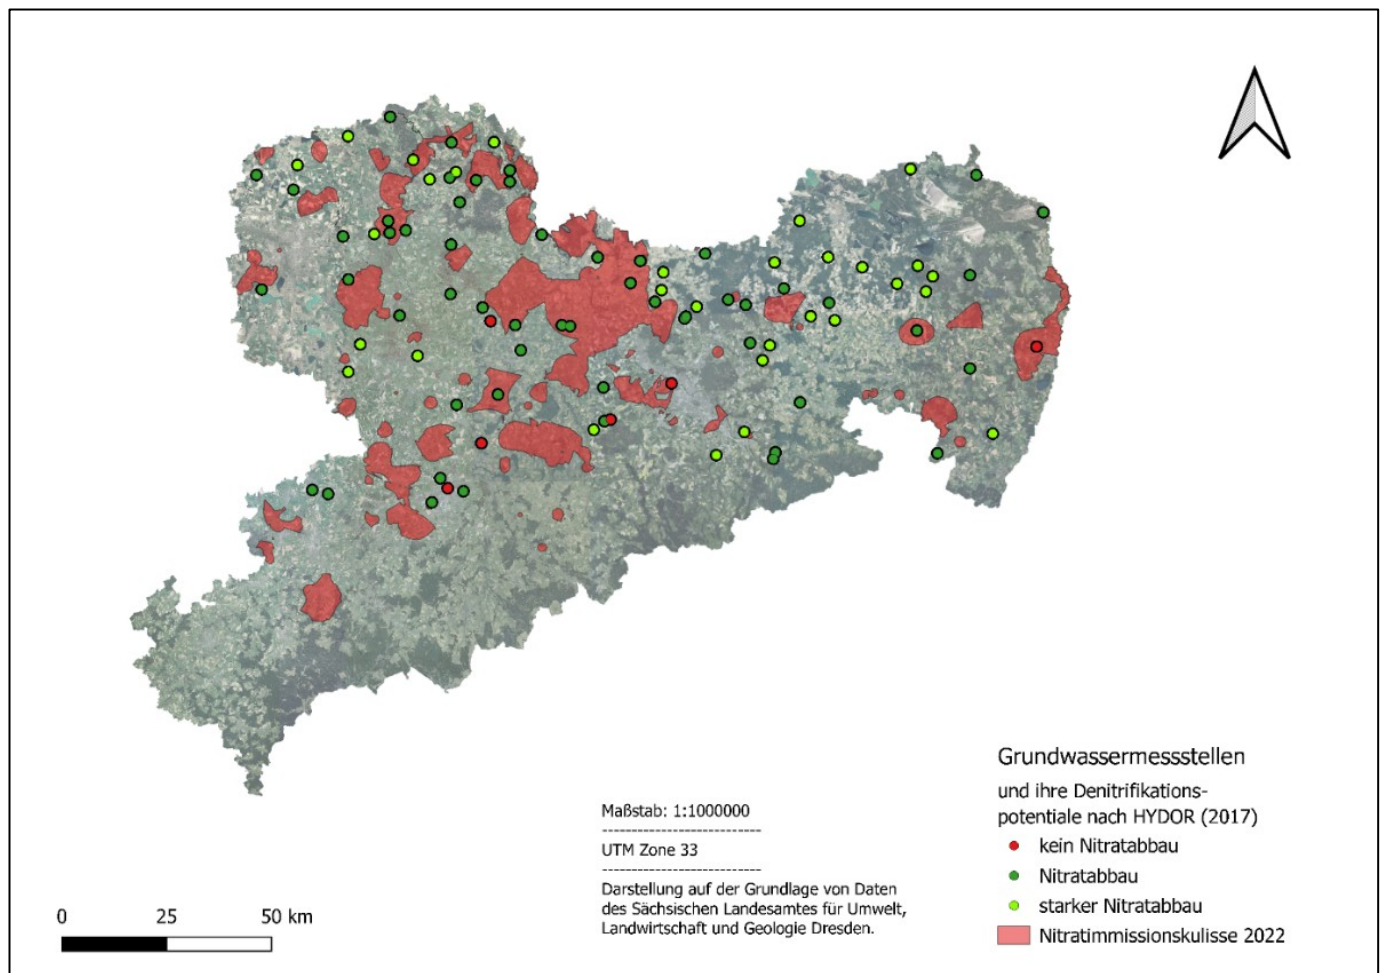 Grundwassermessstellen
und ihre Denitrifikations-
potentiale nach HYDOR (2017)
kein Nitratabbau
Nitratabbau
starker Nitratabbau
Nitratimmissionskulisse 2022
Maßstab: 1:1000000
---------------------------
UTM Zone 33
---------------------------
Darstellung auf der Grundlage von Daten
des Sächsischen Landesamtes für Umwelt,
Landwirtschaft und Geologie Dresden.
0 25 50 km